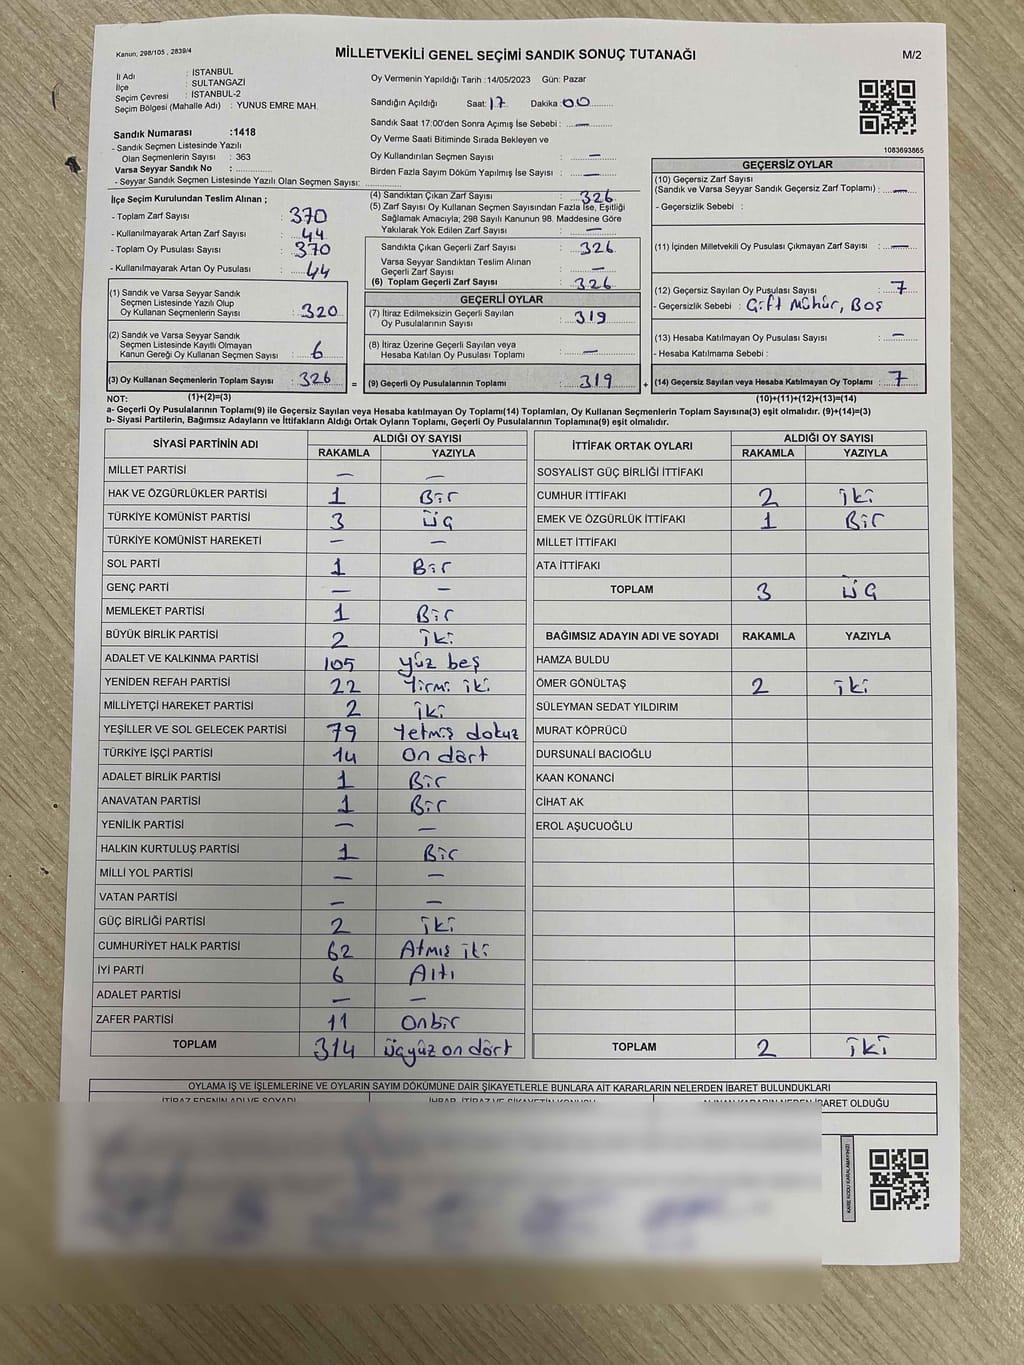 Kanun; 298/105 , 2839/4
MİLLETVEKİLİ GENEL SEÇİMİ SANDIK SONUÇ TUTANAĞI
M/2
İl Adı : İSTANBUL
İlçe : SULTANGAZİ
Seçim Çevresi : İSTANBUL-2
Seçim Bölgesi (Mahalle Adı) : YUNUS EMRE MAH.
Sandık Numarası :1418
- Sandık Seçmen Listesinde Yazılı
Olan Seçmenlerin Sayısı : 363
Varsa Seyyar Sandık No :
- Seyyar Sandık Seçmen Listesinde Yazılı Olan Seçmen Sayısı:
Oy Vermenin Yapıldığı Tarih :14/05/2023 Gün: Pazar
Sandığın Açıldığı Saat: 17 Dakika: 00
Sandık Saat 17:00'den Sonra Açımış İse Sebebi : —
Oy Verme Saati Bitiminde Sırada Bekleyen ve
Oy Kullandırılan Seçmen Sayısı : —
Birden Fazla Sayım Döküm Yapılmış İse Sayısı : —
1083693865
İlçe Seçim Kurulundan Teslim Alınan ;
- Toplam Zarf Sayısı : 370
- Kullanılmayarak Artan Zarf Sayısı : 44
- Toplom Oy Pusulası Sayısı : 370
- Kullanılmayarak Artan Oy Pusulası : 44
(4) Sandıktan Çıkan Zarf Sayısı : 326
(5) Zarf Sayısı Oy Kullanan Seçmen Sayısından Fazla İse, Eşitliği
Sağlamak Amacıyla; 298 Sayılı Kanunun 98. Maddesine Göre
Yakılarak Yok Edilen Zarf Sayısı : —
Sandıkta Çıkan Geçerli Zarf Sayısı : 326
Varsa Seyyar Sandıktan Teslim Alınan
Geçerli Zarf Sayısı : —
(6) Toplam Geçerli Zarf Sayısı : 326
(1) Sandık ve Varsa Seyyar Sandık
Seçmen Listesinde Yazılı Olup
Oy Kullanan Seçmenlerin Sayısı : 320
(2) Sandık ve Varsa Seyyar Sandık
Seçmen Listesinde Kayıtlı Olmayan
Kanun Gereği Oy Kullanan Seçmen Sayısı : 6
(3) Oy Kullanan Seçmenlerin Toplam Sayısı : 326
GEÇERLİ OYLAR
(7) İtiraz Edilmeksizin Geçerli Sayılan
Oy Pusulalarının Sayısı : 319
(8) İtiraz Üzerine Geçerli Sayılan veya
Hesaba Katılan Oy Pusulası Toplamı : —
= (9) Geçerli Oy Pusulalarının Toplamı : 319
GEÇERSİZ OYLAR
(10) Geçersiz Zarf Sayısı
(Sandık ve Varsa Seyyar Sandık Geçersiz Zarf Toplamı) : —
- Geçersizlik Sebebi :
(11) İçinden Milletvekili Oy Pusulası Çıkmayan Zarf Sayısı : —
(12) Geçersiz Sayılan Oy Pusulası Sayısı : 7
- Geçersizlik Sebebi : Çift Mühür, Boş
(13) Hesaba Katılmayan Oy Pusulası Sayısı : —
- Hesaba Katılmama Sebebi :
+ (14) Geçersiz Sayılan veya Hesaba Katılmayan Oy Toplamı : 7
NOT: (1)+(2)=(3) (10)+(11)+(12)+(13)=(14)
a- Geçerli Oy Pusulalarının Toplamı(9) ile Geçersiz Sayılan veya Hesaba katılmayan Oy Toplamı(14) Toplamları, Oy Kullanan Seçmenlerin Toplam Sayısına(3) eşit olmalıdır. (9)+(14)=(3)
b- Siyasi Partilerin, Bağımsız Adayların ve İttifakların Aldığı Ortak Oyların Toplamı, Geçerli Oy Pusulalarının Toplamına(9) eşit olmalıdır.
SİYASİ PARTİNİN ADI ALDIĞI OY SAYISI
RAKAMLA YAZIYLA
MİLLET PARTİSİ — —
HAK VE ÖZGÜRLÜKLER PARTİSİ 1 Bir
TÜRKİYE KOMÜNİST PARTİSİ 3 üç
TÜRKİYE KOMÜNİST HAREKETİ — —
SOL PARTİ 1 Bir
GENÇ PARTİ — —
MEMLEKET PARTİSİ 1 Bir
BÜYÜK BİRLİK PARTİSİ 2 iki
ADALET VE KALKINMA PARTİSİ 105 yüz beş
YENİDEN REFAH PARTİSİ 22 Yirmi iki
MİLLİYETÇİ HAREKET PARTİSİ 2 iki
YEŞİLLER VE SOL GELECEK PARTİSİ 79 Yetmiş dokuz
TÜRKİYE İŞÇİ PARTİSİ 14 On dört
ADALET BİRLİK PARTİSİ 1 Bir
ANAVATAN PARTİSİ 1 Bir
YENİLİK PARTİSİ — —
HALKIN KURTULUŞ PARTİSİ 1 Bir
MİLLİ YOL PARTİSİ — —
VATAN PARTİSİ — —
GÜÇ BİRLİĞİ PARTİSİ 2 iki
CUMHURİYET HALK PARTİSİ 62 Atmış iki
İYİ PARTİ 6 Altı
ADALET PARTİSİ — —
ZAFER PARTİSİ 11 Onbir
TOPLAM 314 Üçyüz on dört
İTTİFAK ORTAK OYLARI ALDIĞI OY SAYISI
RAKAMLA YAZIYLA
SOSYALİST GÜÇ BİRLİĞİ İTTİFAKI
CUMHUR İTTİFAKI 2 iki
EMEK VE ÖZGÜRLÜK İTTİFAKI 1 Bir
MİLLET İTTİFAKI
ATA İTTİFAKI
TOPLAM 3 üç
BAĞIMSIZ ADAYIN ADI VE SOYADI RAKAMLA YAZIYLA
HAMZA BULDU
ÖMER GÖNÜLTAŞ 2 iki
SÜLEYMAN SEDAT YILDIRIM
MURAT KÖPRÜCÜ
DURSUNALİ BACIOĞLU
KAAN KONANCİ
CİHAT AK
EROL AŞUCUOĞLU
TOPLAM 2 iki
OYLAMA İŞ VE İŞLEMLERİNE VE OYLARIN SAYIM DÖKÜMÜNE DAİR ŞİKAYETLERLE BUNLARA AİT KARARLARIN NELERDEN İBARET BULUNDUKLARI
İTİRAZ EDENİN ADI VE SOYADI İHBAR, İTİRAZ VE ŞİKAYETİN KONUSU ALINAN KARARIN NEDEN İBARET OLDUĞU
KARE KODU KARALAMAYINIZ!